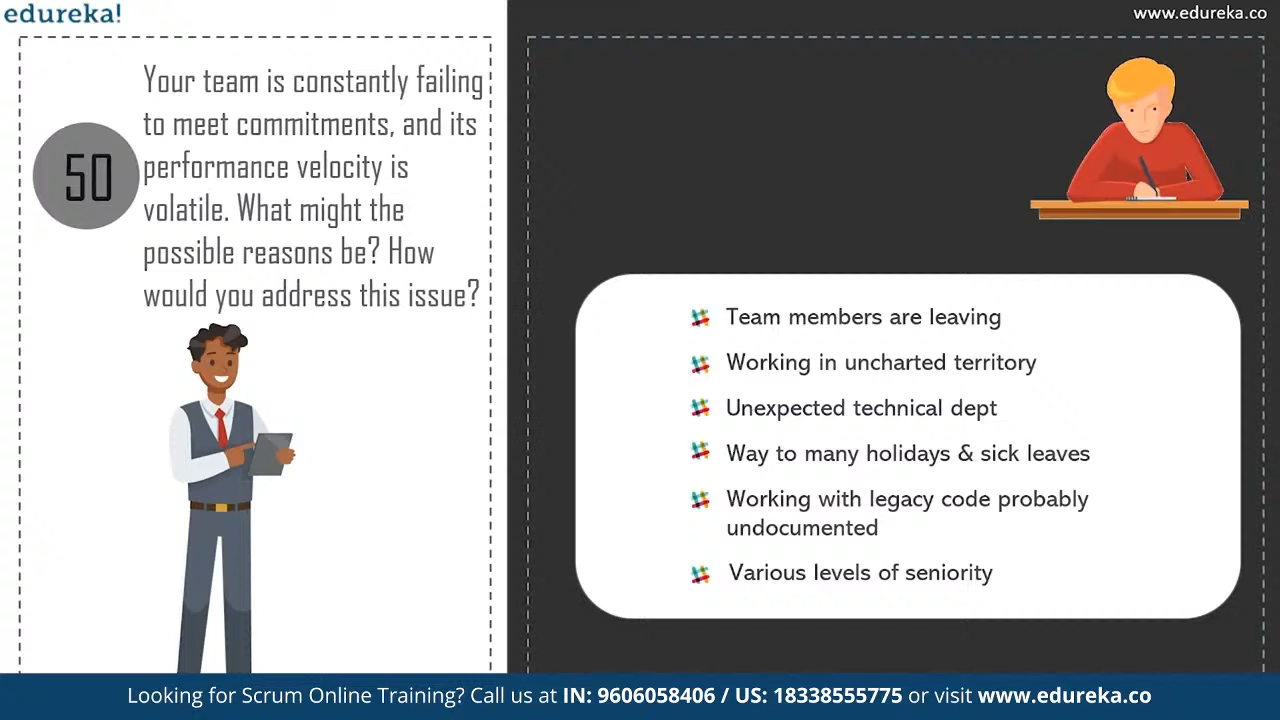 edureka!
www.edureka.co
50
Your team is constantly failing
to meet commitments, and its
performance velocity is
volatile. What might the
possible reasons be? How
would you address this issue?
Team members are leaving
Working in uncharted territory
Unexpected technical dept
Way to many holidays & sick leaves
Working with legacy code probably
undocumented
Various levels of seniority
Looking for Scrum Online Training? Call us at IN: 9606058406 / US: 18338555775 or visit www.edureka.co